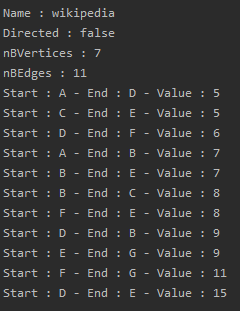 Name : wikipedia
Directed : false
nBVertices : 7
nBEdges : 11
Start : A - End : D - Value : 5
Start : C - End : E - Value : 5
Start : D - End : F - Value : 6
Start : A - End : B - Value : 7
Start : B - End : E - Value : 7
Start : B - End : C - Value : 8
Start : F - End : E - Value : 8
Start : D - End : B - Value : 9
Start : E - End : G - Value : 9
Start : F - End : G - Value : 11
Start : D - End : E - Value : 15